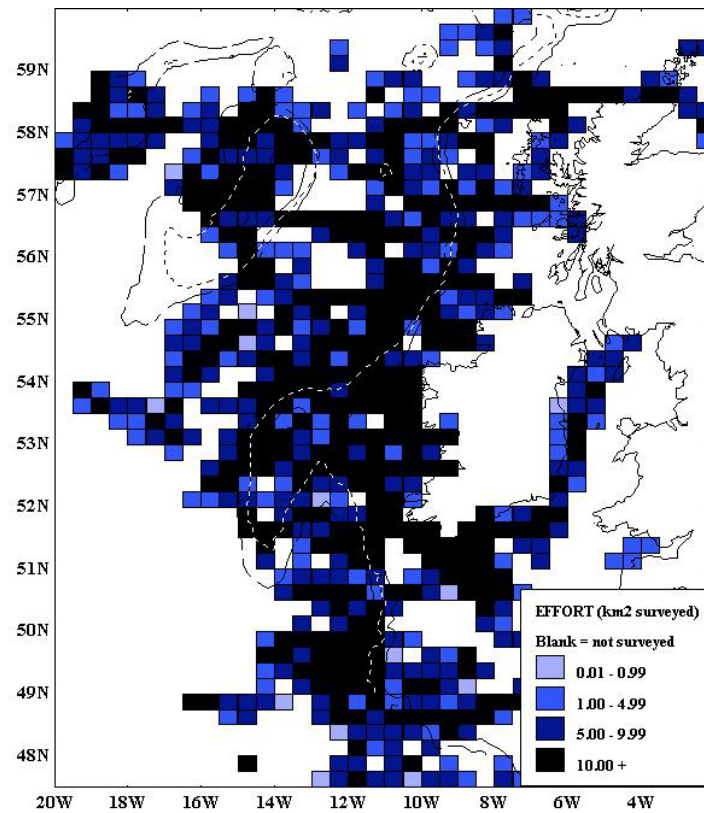 59N
58N
57N
56N
55N
54N
53N
52N
51N
50N
49N
48N
EFFORT (km2 surveyed)
Blank = not surveyed
0.01 - 0.99
1.00 - 4.99
5.00 - 9.99
10.00 +
20W 18W 16W 14W 12W 10W 8W 6W 4W